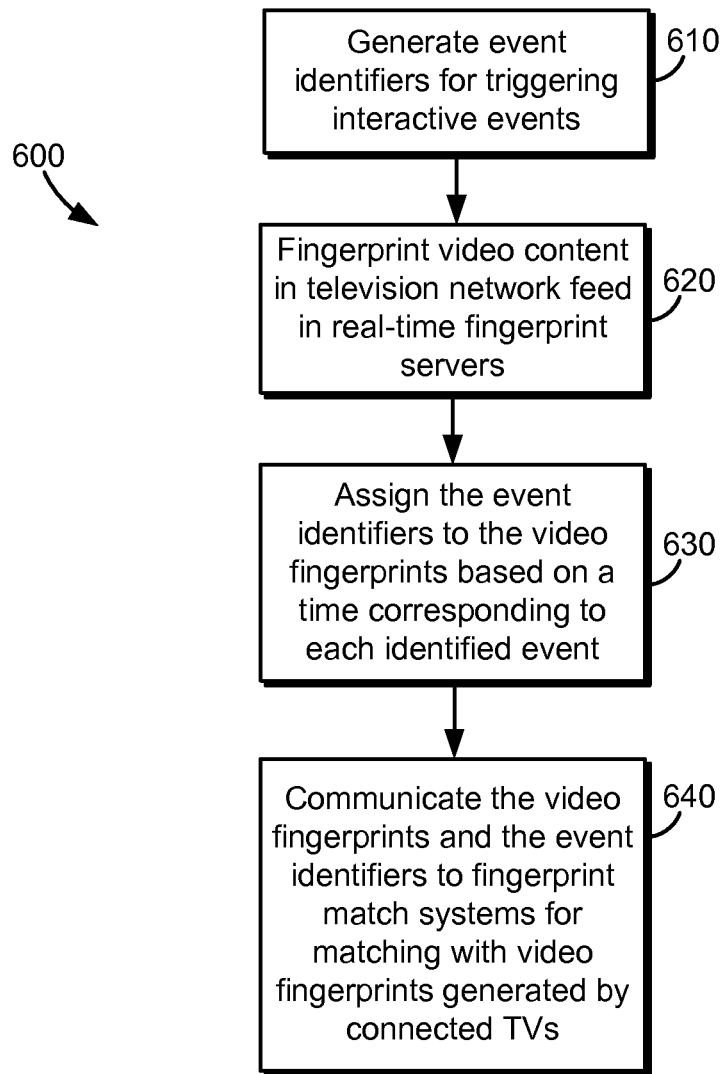 Generate event
identifiers for triggering
interactive events
610
600
Fingerprint video content
in television network feed
in real-time fingerprint
servers
620
Assign the event
identifiers to the video
fingerprints based on a
time corresponding to
each identified event
630
Communicate the video
fingerprints and the event
identifiers to fingerprint
match systems for
matching with video
fingerprints generated by
connected TVs
640